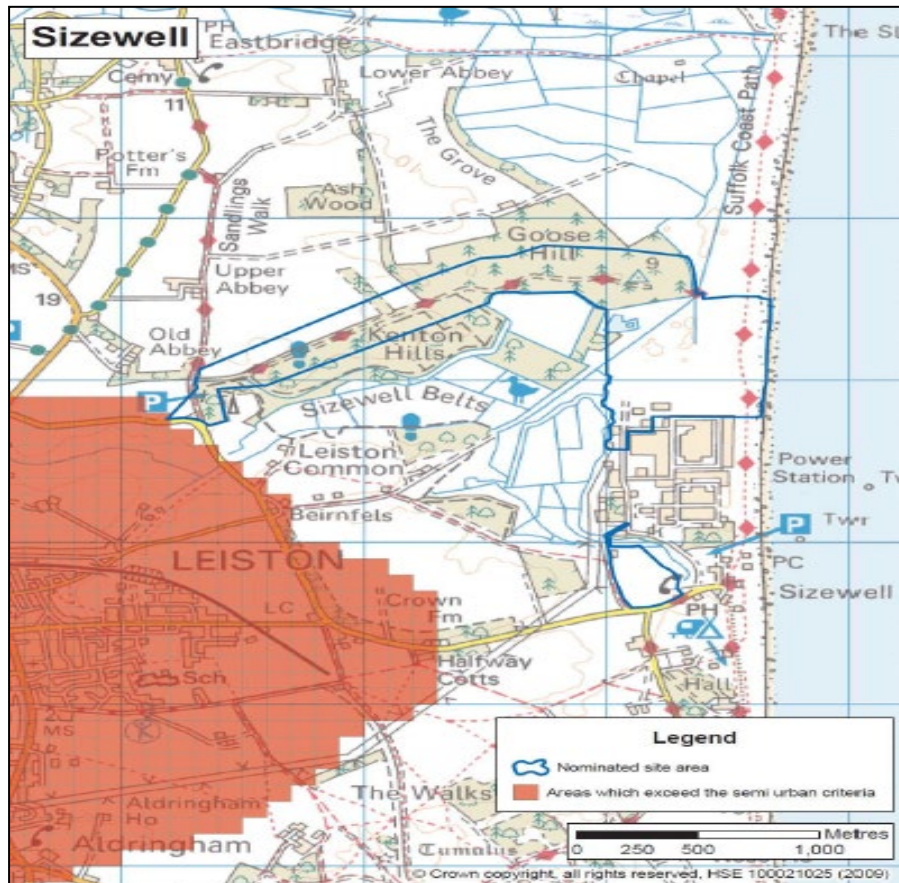 Sizewell
PH
Eastbridge
The
Cemy
Lower Abbey
Chapel
11
Potter's
Fm
The Grove
Suffolk Coast Path
Ash
Wood
Sandlings
Walk
Goose
Hill
9
MS
19
Upper
Abbey
Old
Abbey
Kenton
Hills
P
Sizewell Belts
Leiston
Common
Power
Station
Beirnfels
Twr
P
LEISTON
PC
Sizewell
LC
Crown
Fm
PH
Halfway
Cotts
Sch
Hall
MS
Legend
Nominated site area
Areas which exceed the semi urban criteria
The Walks
Aldringham
Ho
Aldringham
Tumulus
Metres
0 250 500 1,000
© Crown copyright, all rights reserved, HSE 100021025 (2009)